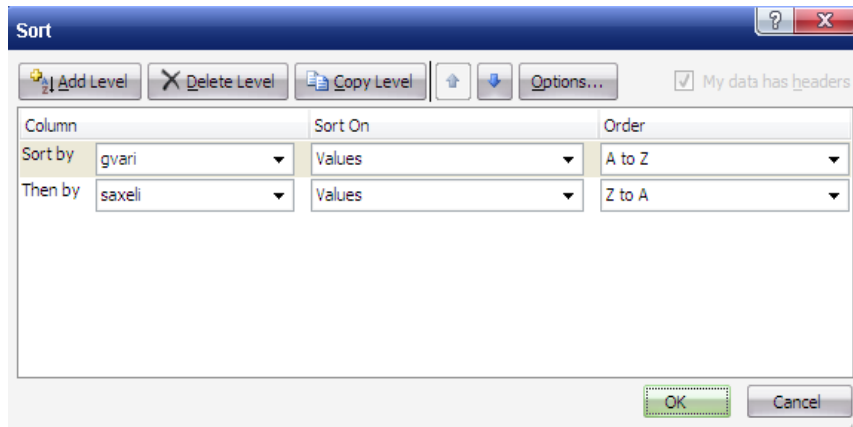 Sort
Add Level Delete Level Copy Level Options... My data has headers
Column Sort On Order
Sort by gvari Values A to Z
Then by saxeli Values Z to A
OK Cancel